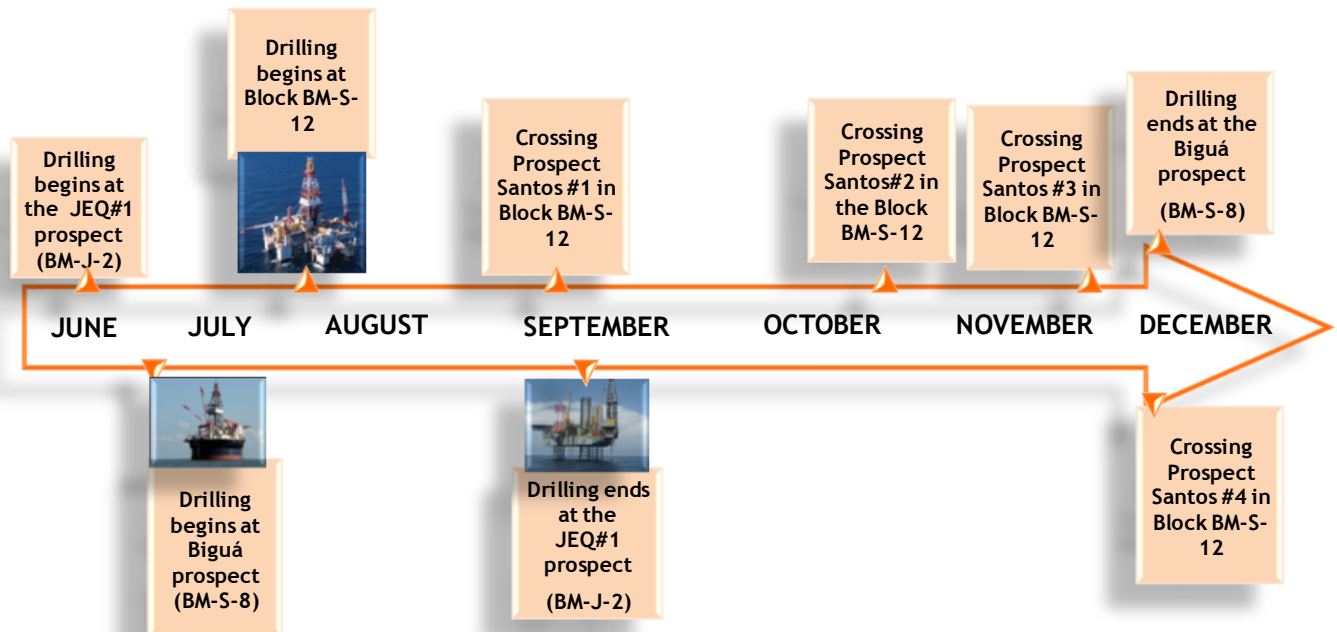 Drilling
begins at
the JEQ#1
prospect
(BM-J-2)
Drilling
begins at
Block BM-S-
12
Crossing
Prospect
Santos #1 in
Block BM-S-
12
Crossing
Prospect
Santos#2 in
the Block
BM-S-12
Crossing
Prospect
Santos #3 in
Block BM-S-
12
Drilling
ends at the
Biguá
prospect
(BM-S-8)
JUNE JULY AUGUST SEPTEMBER OCTOBER NOVEMBER DECEMBER
Drilling
begins at
Biguá
prospect
(BM-S-8)
Drilling ends
at the
JEQ#1
prospect
(BM-J-2)
Crossing
Prospect
Santos #4 in
Block BM-S-
12